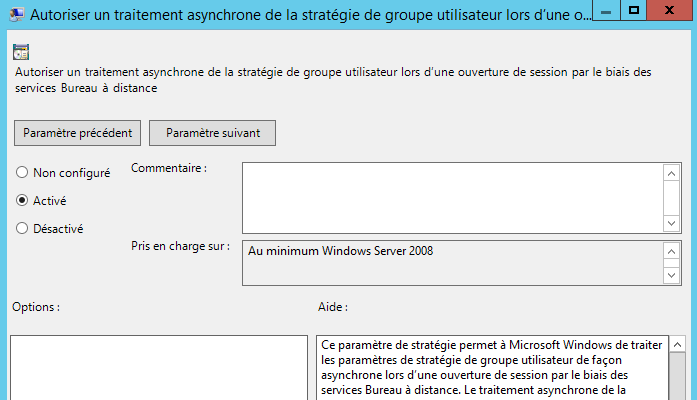 Autoriser un traitement asynchrone de la stratégie de groupe utilisateur lors d’une o...
Autoriser un traitement asynchrone de la stratégie de groupe utilisateur lors d’une ouverture de session par le biais des
services Bureau à distance
Paramètre précédent
Paramètre suivant
Non configuré
Commentaire :
Activé
Désactivé
Pris en charge sur :
Au minimum Windows Server 2008
Options :
Aide :
Ce paramètre de stratégie permet à Microsoft Windows de traiter
les paramètres de stratégie de groupe utilisateur de façon
asynchrone lors d’une ouverture de session par le biais des
services Bureau à distance. Le traitement asynchrone de la